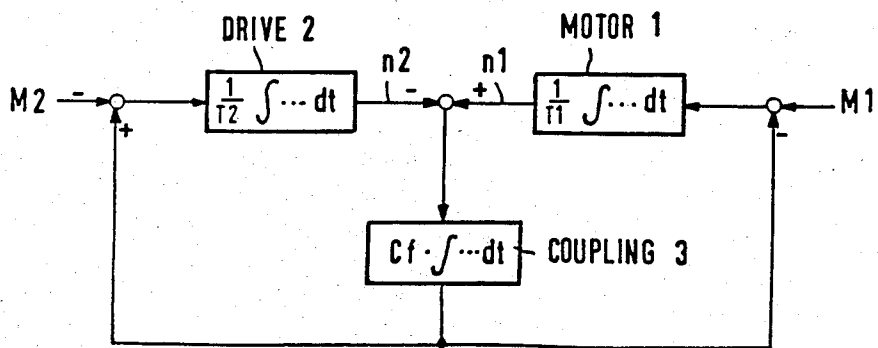 DRIVE 2
MOTOR 1
n2
n1
M2
-
1/T2 ∫ ··· dt
-
+
1/T1 ∫ ··· dt
M1
+
-
Cf · ∫ ··· dt
COUPLING 3